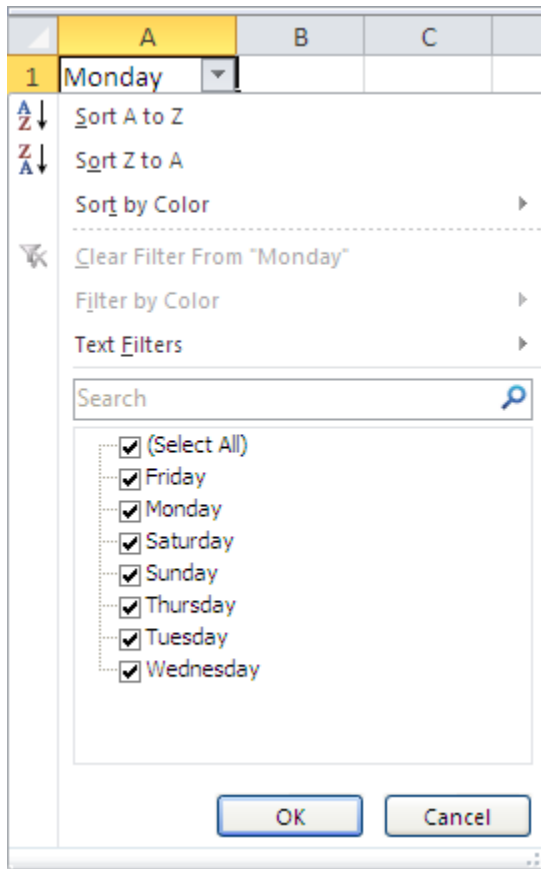 A B C
1 Monday
Sort A to Z
Sort Z to A
Sort by Color
Clear Filter From "Monday"
Filter by Color
Text Filters
Search
(Select All)
Friday
Monday
Saturday
Sunday
Thursday
Tuesday
Wednesday
OK Cancel